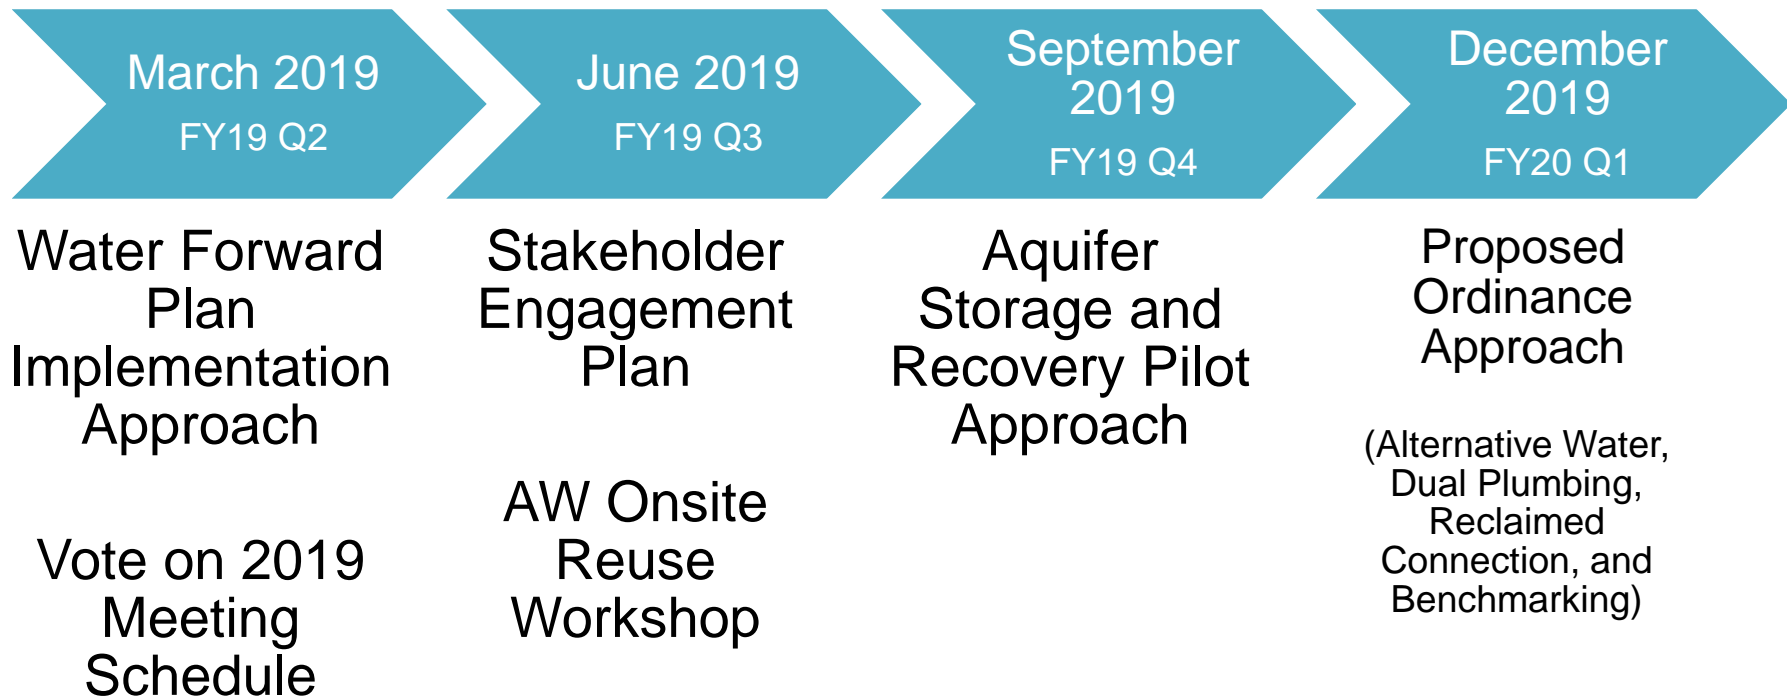 March 2019
FY19 Q2
Water Forward
Plan
Implementation
Approach
Vote on 2019
Meeting
Schedule
June 2019
FY19 Q3
Stakeholder
Engagement
Plan
AW Onsite
Reuse
Workshop
September
2019
FY19 Q4
Aquifer
Storage and
Recovery Pilot
Approach
December
2019
FY20 Q1
Proposed
Ordinance
Approach
(Alternative Water,
Dual Plumbing,
Reclaimed
Connection, and
Benchmarking)